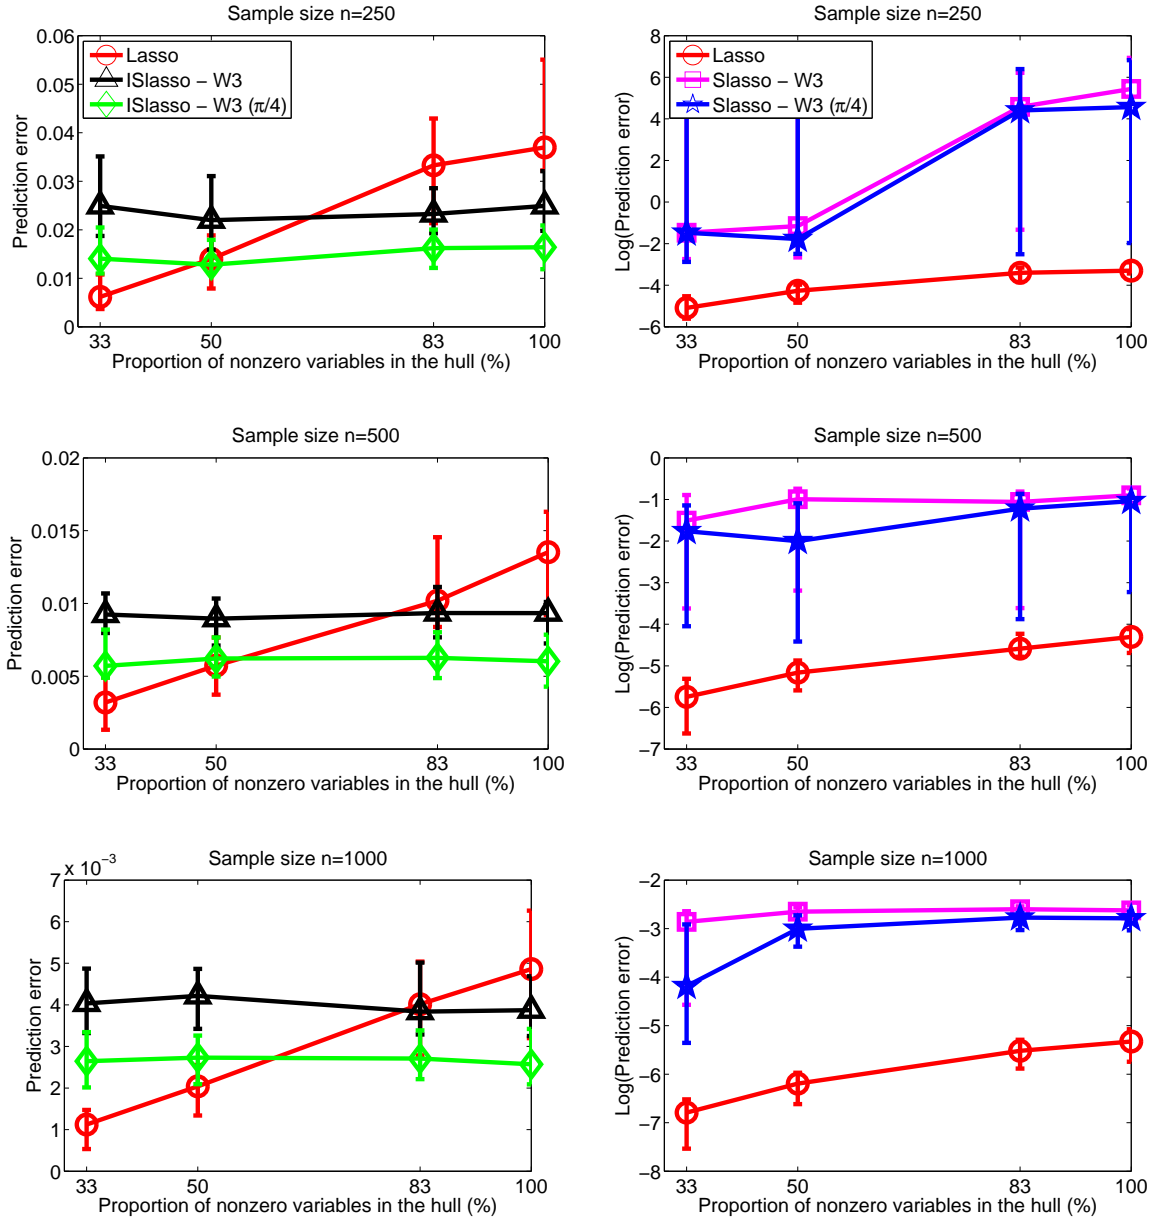 Sample size n=250
0.06
0.05
0.04
0.03
0.02
0.01
0
Prediction error
Lasso
ISlasso − W3
ISlasso − W3 (π/4)
33 50 83 100
Proportion of nonzero variables in the hull (%)
Sample size n=250
8
6
4
2
0
−2
−4
−6
Log(Prediction error)
Lasso
Slasso − W3
Slasso − W3 (π/4)
33 50 83 100
Proportion of nonzero variables in the hull (%)
Sample size n=500
0.02
0.015
0.01
0.005
0
Prediction error
33 50 83 100
Proportion of nonzero variables in the hull (%)
Sample size n=500
0
−1
−2
−3
−4
−5
−6
−7
Log(Prediction error)
33 50 83 100
Proportion of nonzero variables in the hull (%)
Sample size n=1000
x 10−3
7
6
5
4
3
2
1
0
Prediction error
33 50 83 100
Proportion of nonzero variables in the hull (%)
Sample size n=1000
−2
−3
−4
−5
−6
−7
−8
Log(Prediction error)
33 50 83 100
Proportion of nonzero variables in the hull (%)